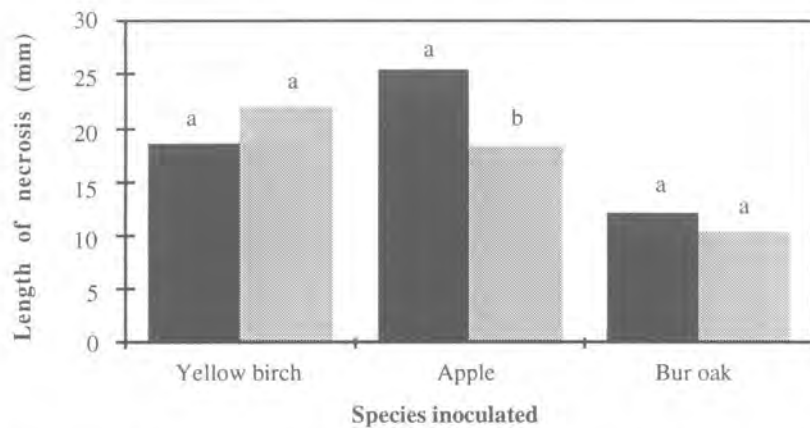 Length of necrosis (mm)
30
25
20
15
10
5
0
a
a
a
b
a
a
Yellow birch
Apple
Bur oak
Species inoculated